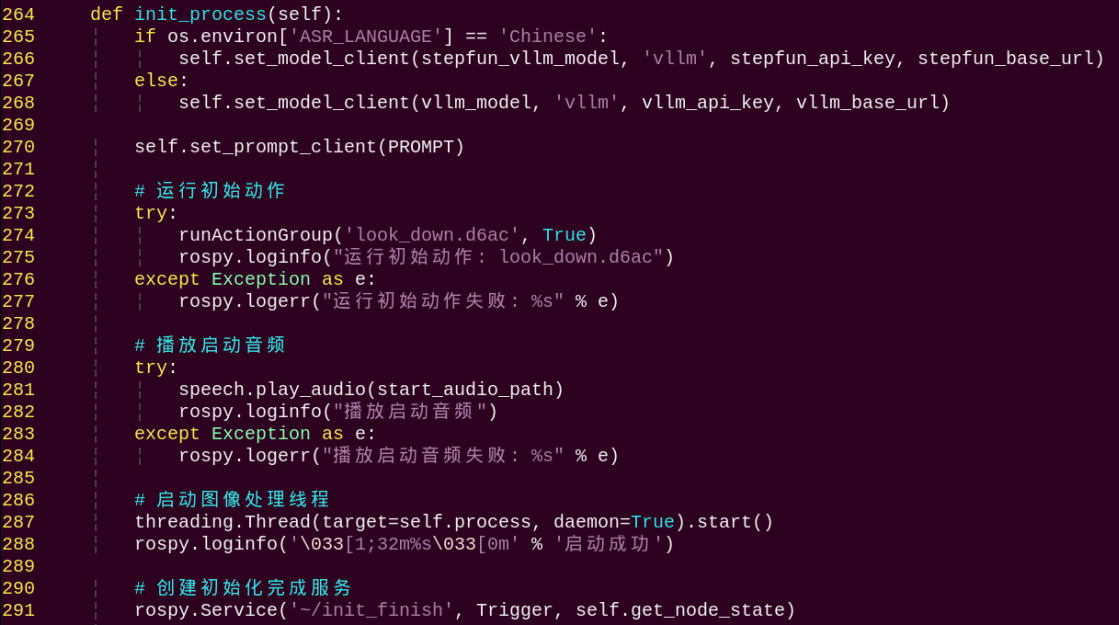 264     def init_process(self):
265         if os.environ['ASR_LANGUAGE'] == 'Chinese':
266             self.set_model_client(stepfun_vllm_model, 'vllm', stepfun_api_key, stepfun_base_url)
267         else:
268             self.set_model_client(vllm_model, 'vllm', vllm_api_key, vllm_base_url)
269
270         self.set_prompt_client(PROMPT)
271
272         # 运行初始动作
273         try:
274             runActionGroup('look_down.d6ac', True)
275             rospy.loginfo("运行初始动作: look_down.d6ac")
276         except Exception as e:
277             rospy.logerr("运行初始动作失败: %s" % e)
278
279         # 播放启动音频
280         try:
281             speech.play_audio(start_audio_path)
282             rospy.loginfo("播放启动音频")
283         except Exception as e:
284             rospy.logerr("播放启动音频失败: %s" % e)
285
286         # 启动图像处理线程
287         threading.Thread(target=self.process, daemon=True).start()
288         rospy.loginfo('\033[1;32m%s\033[0m' % '启动成功')
289
290         # 创建初始化完成服务
291         rospy.Service('~/init_finish', Trigger, self.get_node_state)